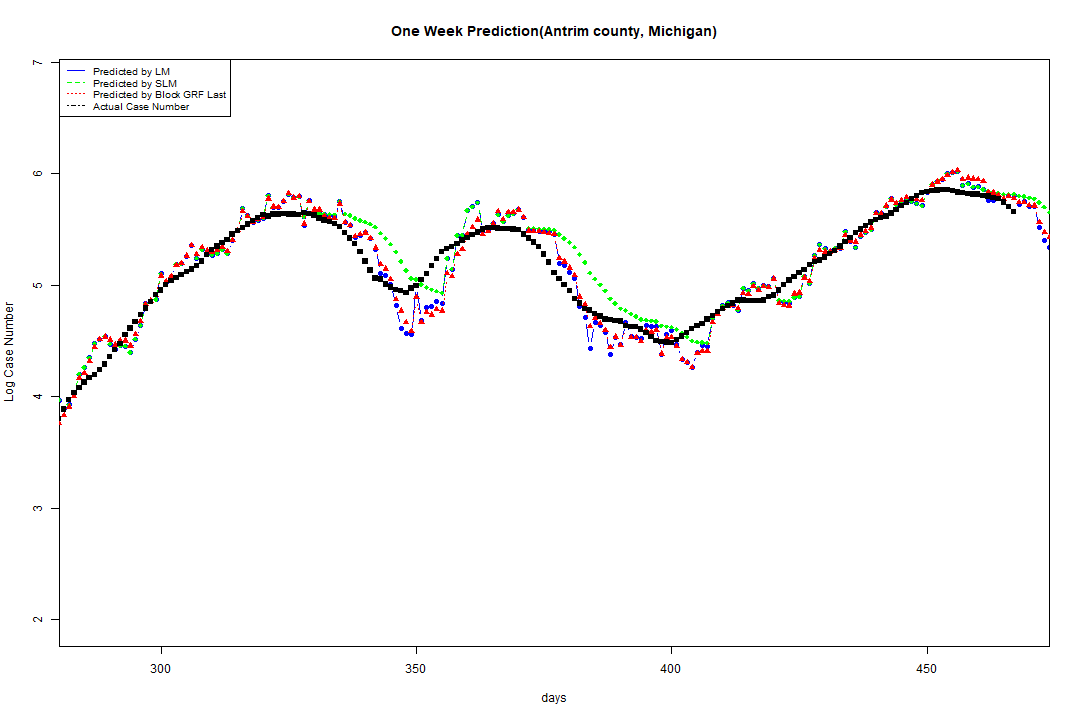 One Week Prediction(Antrim county, Michigan)
Predicted by LM
Predicted by SLM
Predicted by Block GRF Last
Actual Case Number
7
6
5
4
3
2
Log Case Number
300
350
400
450
days